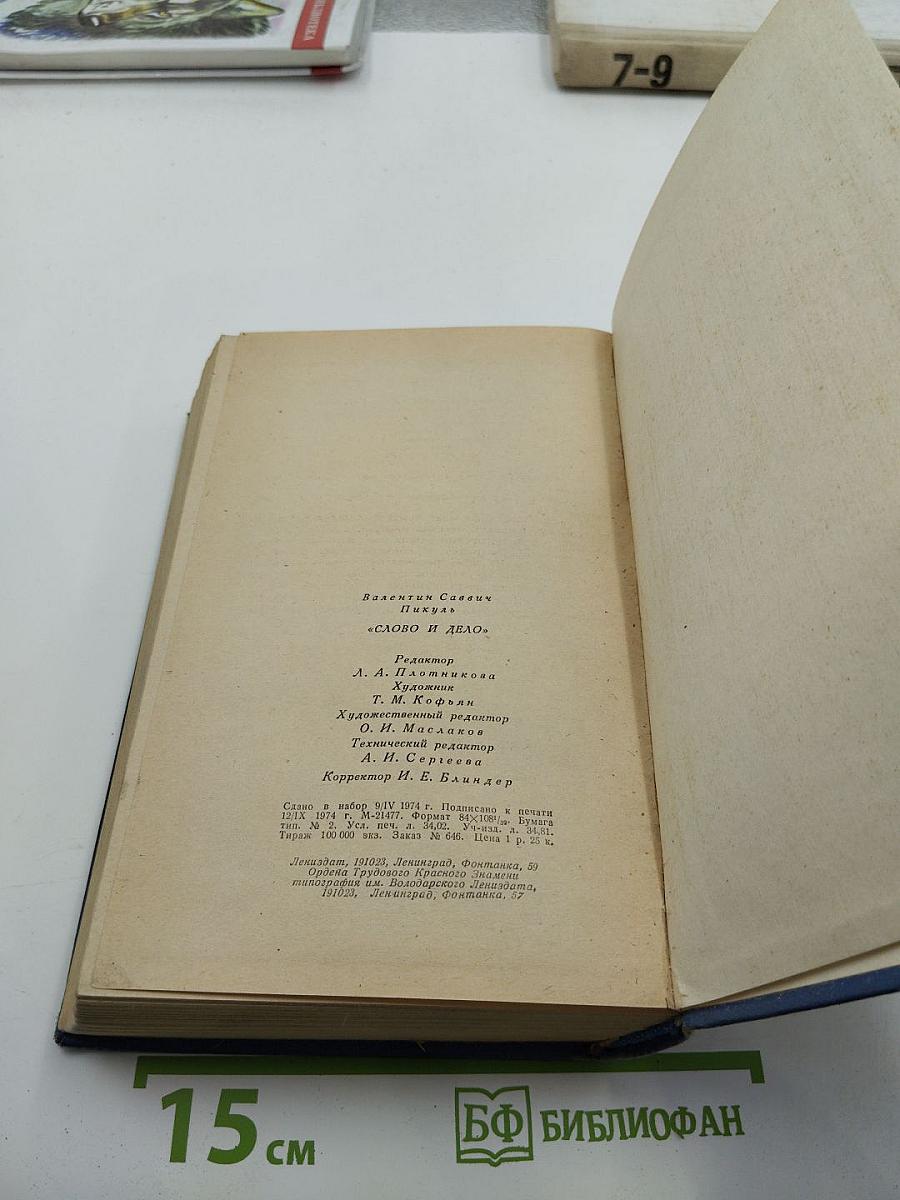 БИБЛИОТЕКА
7-9
Валентин Саввич
Пикуль
«СЛОВО И ДЕЛО»
Редактор
Л. А. Плотникова
Художник
Т. М. Кофьян
Художественный редактор
О. И. Маслаков
Технический редактор
А. И. Сергеева
Корректор И. Е. Блиндер
Сдано в набор 9/IV 1974 г. Подписано к печати
12/IX 1974 г. М-21477. Формат 84×108¹/₃₂. Бумага
тип. № 2. Усл. печ. л. 34,02. Уч-изд. л. 34,81.
Тираж 100 000 экз. Заказ № 646. Цена 1 р. 25 к.
Лениздат, 191023, Ленинград, Фонтанка, 59
Ордена Трудового Красного Знамени
типография им. Володарского Лениздата,
191023, Ленинград, Фонтанка, 57
15 см
БФ БИБЛИОФАН